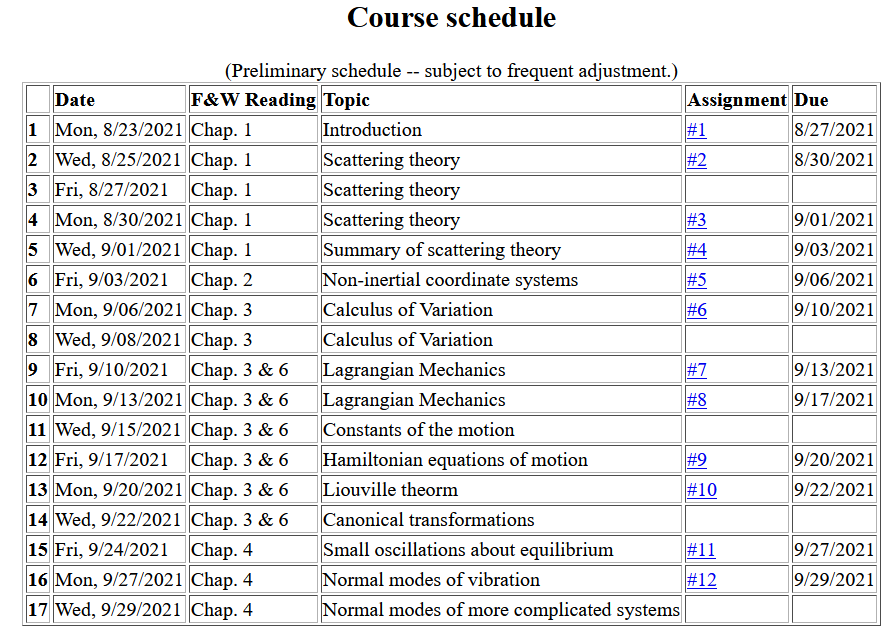 Course schedule
(Preliminary schedule -- subject to frequent adjustment.)
Date F&W Reading Topic Assignment Due
1 Mon, 8/23/2021 Chap. 1 Introduction #1 8/27/2021
2 Wed, 8/25/2021 Chap. 1 Scattering theory #2 8/30/2021
3 Fri, 8/27/2021 Chap. 1 Scattering theory
4 Mon, 8/30/2021 Chap. 1 Scattering theory #3 9/01/2021
5 Wed, 9/01/2021 Chap. 1 Summary of scattering theory #4 9/03/2021
6 Fri, 9/03/2021 Chap. 2 Non-inertial coordinate systems #5 9/06/2021
7 Mon, 9/06/2021 Chap. 3 Calculus of Variation #6 9/10/2021
8 Wed, 9/08/2021 Chap. 3 Calculus of Variation
9 Fri, 9/10/2021 Chap. 3 & 6 Lagrangian Mechanics #7 9/13/2021
10 Mon, 9/13/2021 Chap. 3 & 6 Lagrangian Mechanics #8 9/17/2021
11 Wed, 9/15/2021 Chap. 3 & 6 Constants of the motion
12 Fri, 9/17/2021 Chap. 3 & 6 Hamiltonian equations of motion #9 9/20/2021
13 Mon, 9/20/2021 Chap. 3 & 6 Liouville theorm #10 9/22/2021
14 Wed, 9/22/2021 Chap. 3 & 6 Canonical transformations
15 Fri, 9/24/2021 Chap. 4 Small oscillations about equilibrium #11 9/27/2021
16 Mon, 9/27/2021 Chap. 4 Normal modes of vibration #12 9/29/2021
17 Wed, 9/29/2021 Chap. 4 Normal modes of more complicated systems